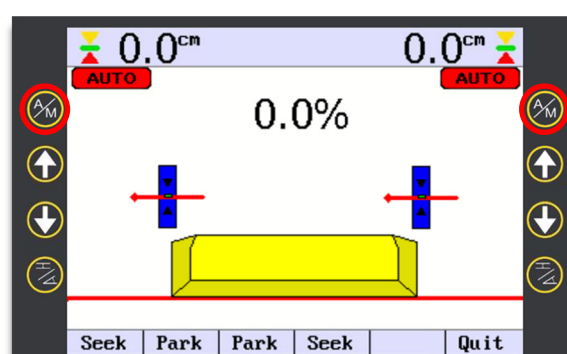 0.0cm 0.0cm
AUTO AUTO
A/M A/M
0.0%
H/A H/A
Seek Park Park Seek Quit